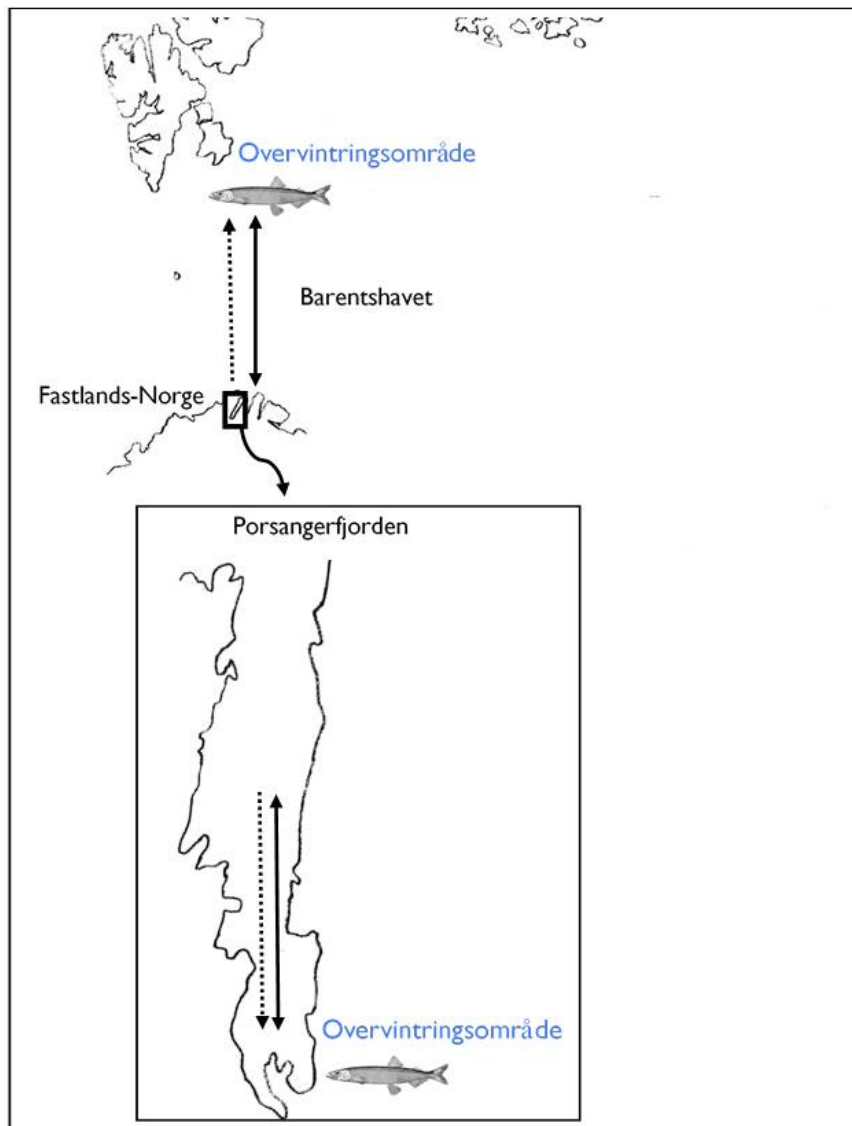 Overvintringsområde
Barentshavet
Fastlands-Norge
Porsangerfjorden
Overvintringsområde